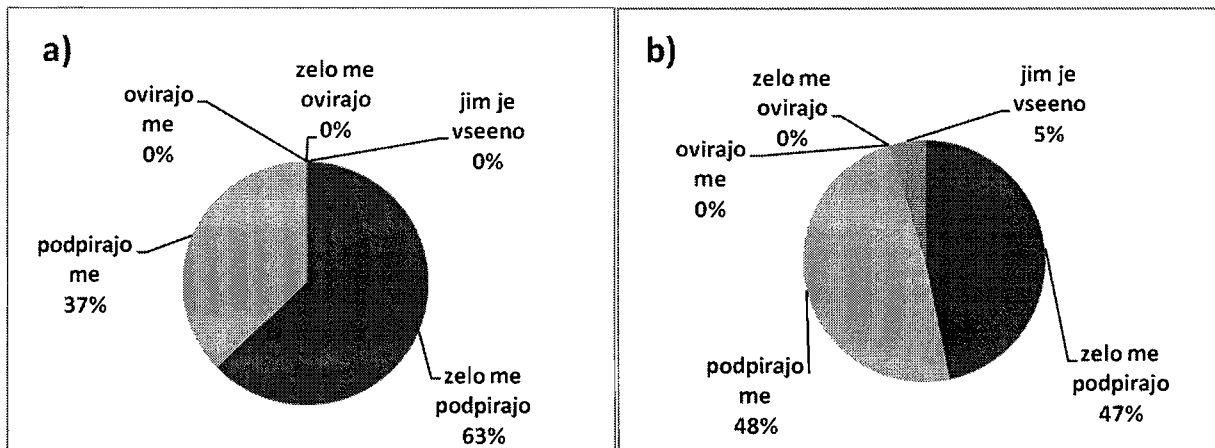 a)
zelo me
ovirajo
0%
ovirajo
me
0%
jim je
vseeno
0%
podpirajo
me
37%
zelo me
podpirajo
63%
b)
zelo me
ovirajo
0%
jim je
vseeno
5%
ovirajo
me
0%
podpirajo
me
48%
zelo me
podpirajo
47%